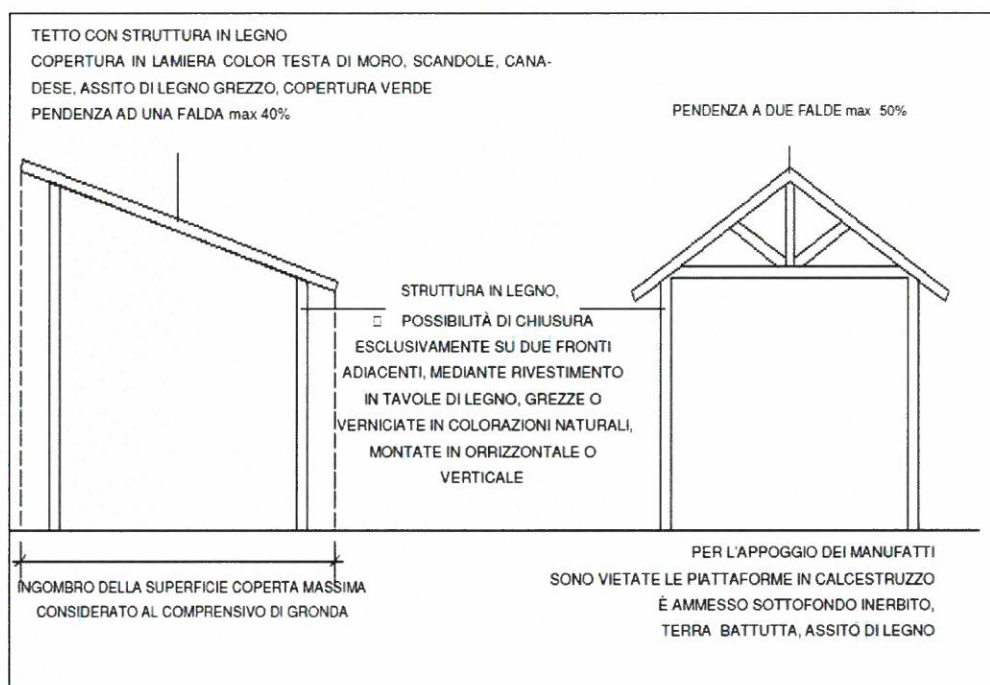 TETTO CON STRUTTURA IN LEGNO
COPERTURA IN LAMIERA COLOR TESTA DI MORO, SCANDOLE, CANA-
DESE, ASSITO DI LEGNO GREZZO, COPERTURA VERDE
PENDENZA AD UNA FALDA max 40%
PENDENZA A DUE FALDE max 50%
STRUTTURA IN LEGNO,
□ POSSIBILITÀ DI CHIUSURA
ESCLUSIVAMENTE SU DUE FRONTI
ADIACENTI, MEDIANTE RIVESTIMENTO
IN TAVOLE DI LEGNO, GREZZE O
VERNICIATE IN COLORAZIONI NATURALI,
MONTATE IN ORRIZZONTALE O
VERTICALE
INGOMBRO DELLA SUPERFICIE COPERTA MASSIMA
CONSIDERATO AL COMPRENSIVO DI GRONDA
PER L'APPOGGIO DEI MANUFATTI
SONO VIETATE LE PIATTAFORME IN CALCESTRUZZO
È AMMESSO SOTTOFONDO INERBITO,
TERRA BATTUTTA, ASSITO DI LEGNO